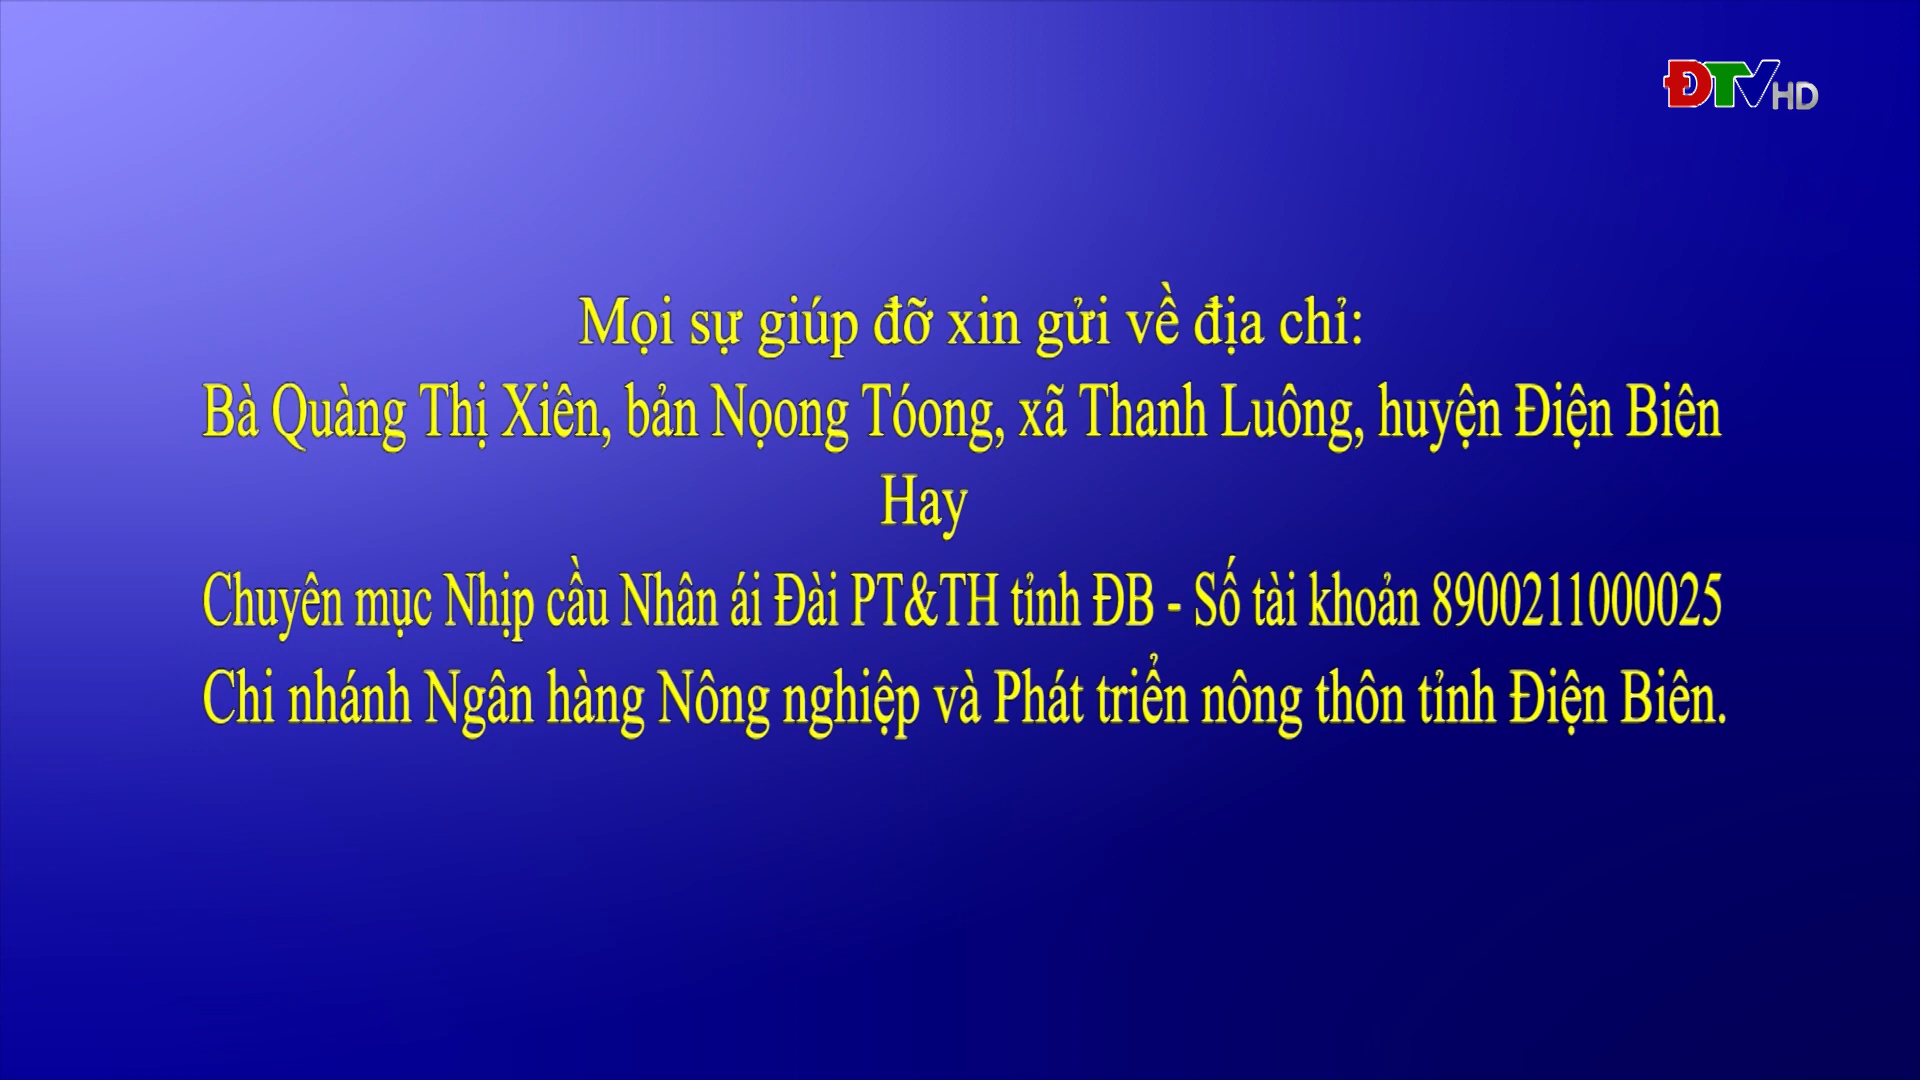 ĐTV HD
Mọi sự giúp đỡ xin gửi về địa chỉ:
Bà Quàng Thị Xiên, bản Nọong Tóong, xã Thanh Luông, huyện Điện Biên
Hay
Chuyên mục Nhịp cầu Nhân ái Đài PT&TH tỉnh ĐB - Số tài khoản 8900211000025
Chi nhánh Ngân hàng Nông nghiệp và Phát triển nông thôn tỉnh Điện Biên.